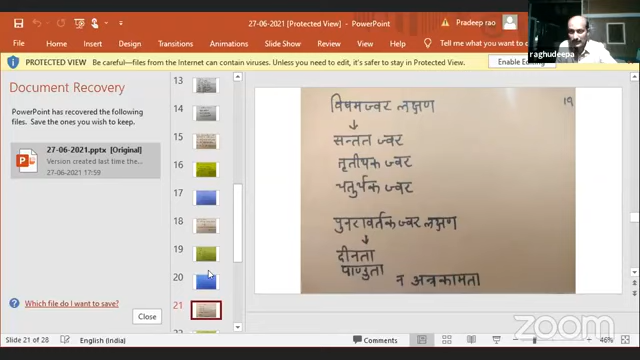 27-06-2021 (Protected View) - PowerPoint
Pradeep rao
File
Home
Insert
Design
Transitions
Animations
Slide Show
Review
View
Help
Tell me what you want
raghudeepa
PROTECTED VIEW Be careful—files from the Internet can contain viruses. Unless you need to edit, it's safer to stay in Protected View.
Enable Editing
Document Recovery
PowerPoint has recovered the following
files. Save the ones you wish to keep.
27-06-2021.pptx [Original]
Version created last time the...
27-06-2021 17:59
Which file do I want to save?
Close
13
14
15
16
17
18
19
20
21
विषमज्वर लक्षण
19
सन्तत ज्वर
तृतीयक ज्वर
चतुर्थक ज्वर
पुनरावर्तक ज्वर लक्षण
दीनता
पाण्डुता
न अन्नकामता
Slide 21 of 28
English (India)
Comments
46%
zoom